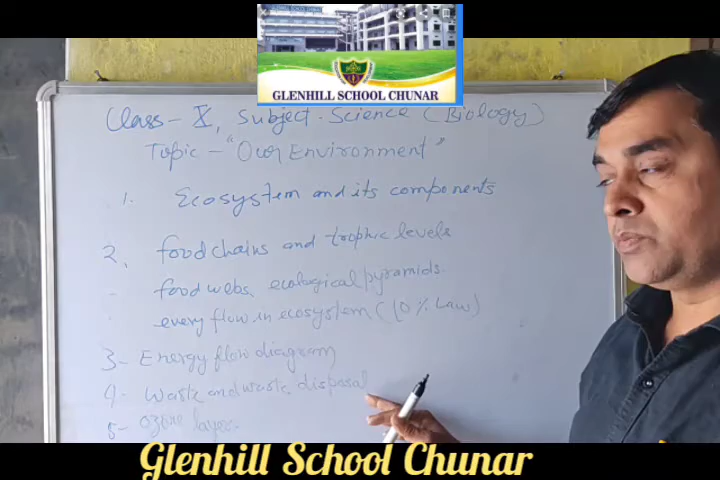 GLENHILL SCHOOL CHUNAR
Class - X, Subject - Science (Biology)
Topic - "Our Environment"
1. Ecosystem and its components
2. food chains and trophic levels
- food webs ecological pyramids.
every flow in ecosystem (10% Law)
3- Energy flow diagram
4- Waste and waste disposal
5- Ozone layer.
Glenhill School Chunar